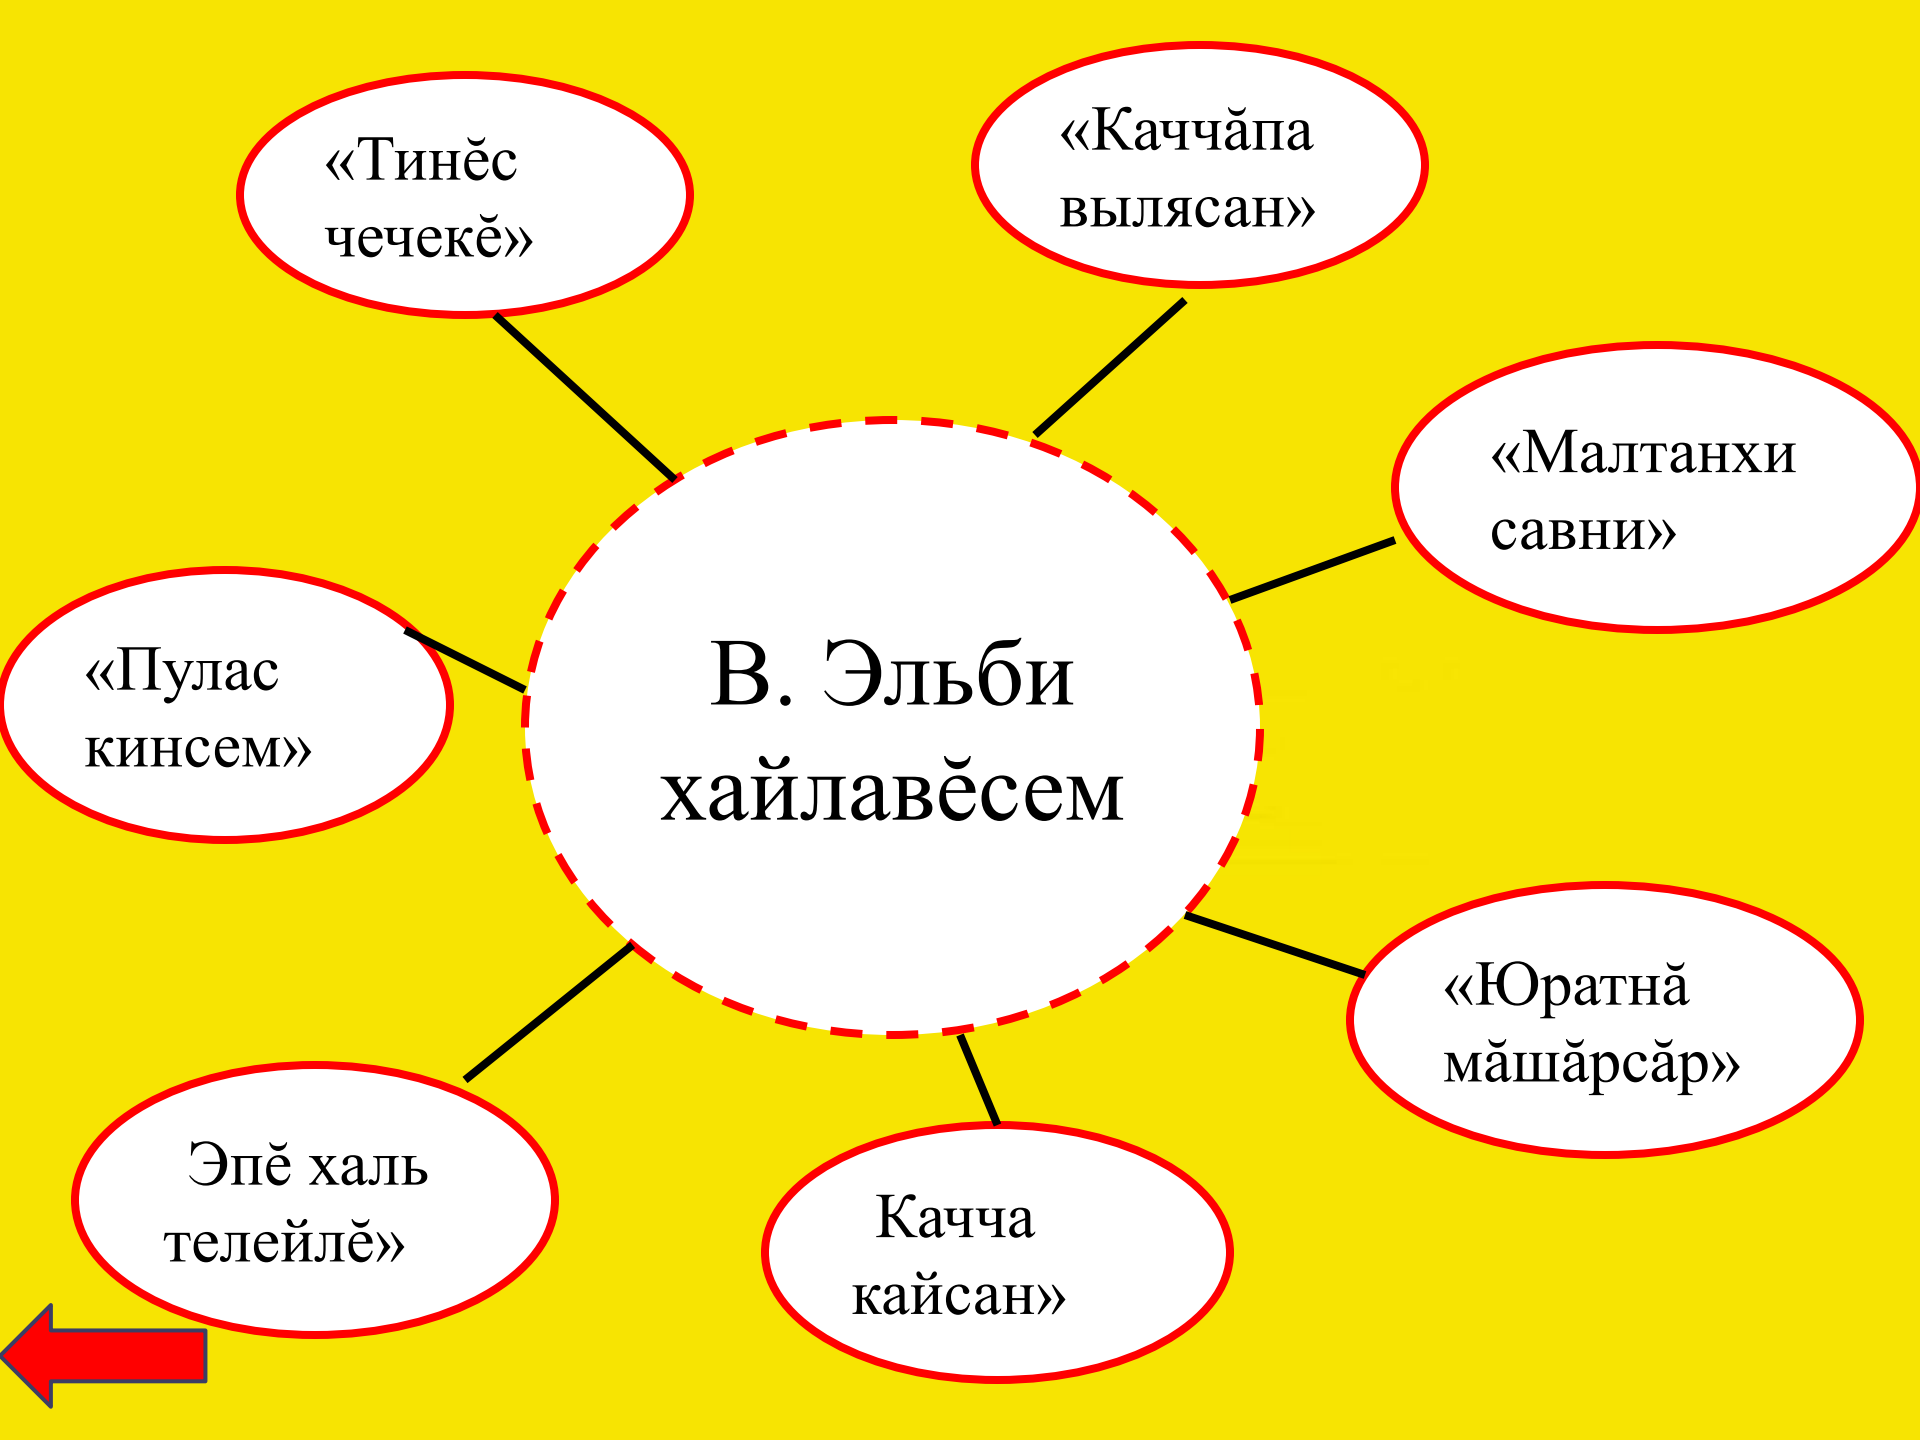 «Тинĕс
чечекĕ»
«Каччăпа
вылясан»
«Малтанхи
савни»
«Пулас
кинсем»
В. Эльби
хайлавĕсем
«Юратнă
мăшăрсăр»
Эпĕ халь
телейлĕ»
Качча
кайсан»